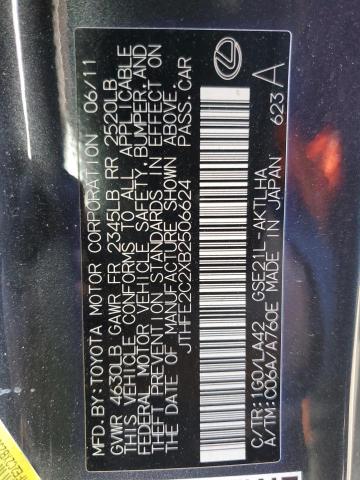 MFD.BY:TOYOTA MOTOR CORPORATION 06/11
GVWR 4630LB GAWR FR 2345LB RR 2520LB
THIS VEHICLE CONFORMS TO ALL APPLICABLE
FEDERAL MOTOR VEHICLE SAFETY, BUMPER, AND
THEFT PREVENTION STANDARDS IN EFFECT ON
THE DATE OF MANUFACTURE SHOWN ABOVE.
JTHFE2C2XB2506624 PASS.CAR
C/TR:1G0/LA42 GSE21L-AKTLHA
A/TM:C06A/A760E MADE IN JAPAN
623 A